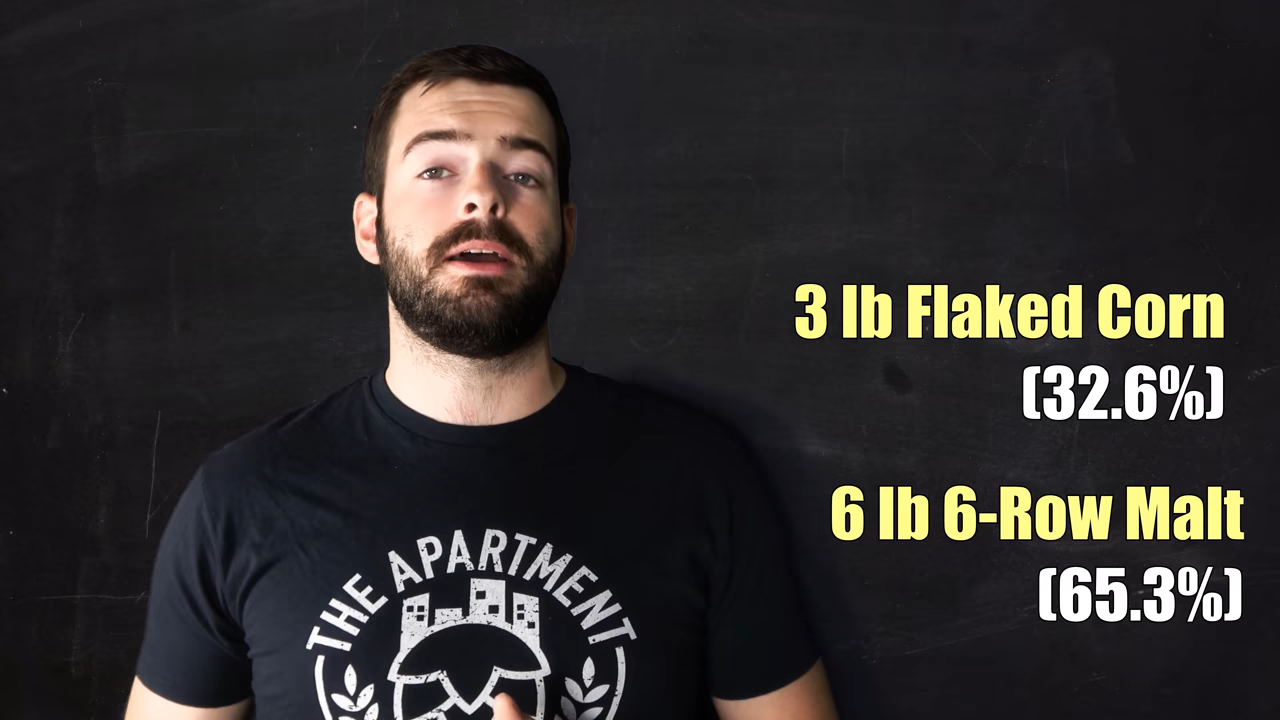 THE APARTMENT
3 lb Flaked Corn
(32.6%)
6 lb 6-Row Malt
(65.3%)